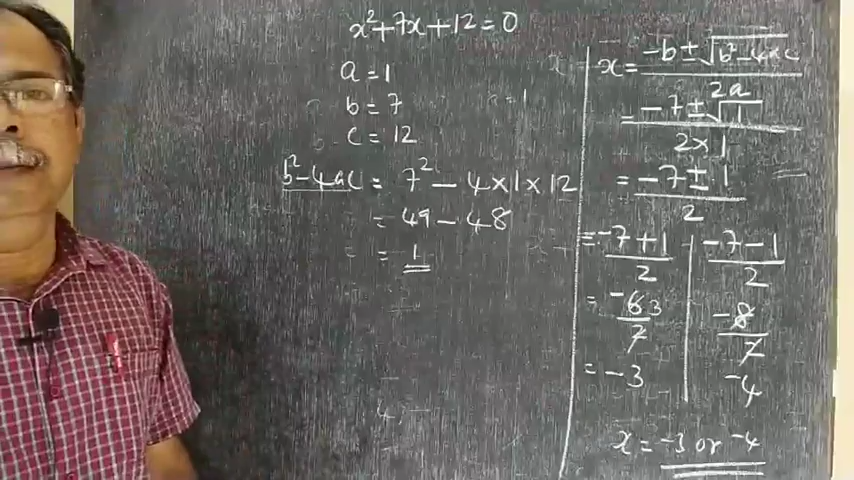 x²+7x+12=0
a=1
b=7
c=12
b²-4ac = 7² - 4×1×12
= 49-48
= 1
x= -b±√b²-4×c
2a
= -7±√1
2×1
= -7±1
2
= -7+1 -7-1
2 2
= -6 3 -8
2 2
= -3 -4
x= -3 or -4